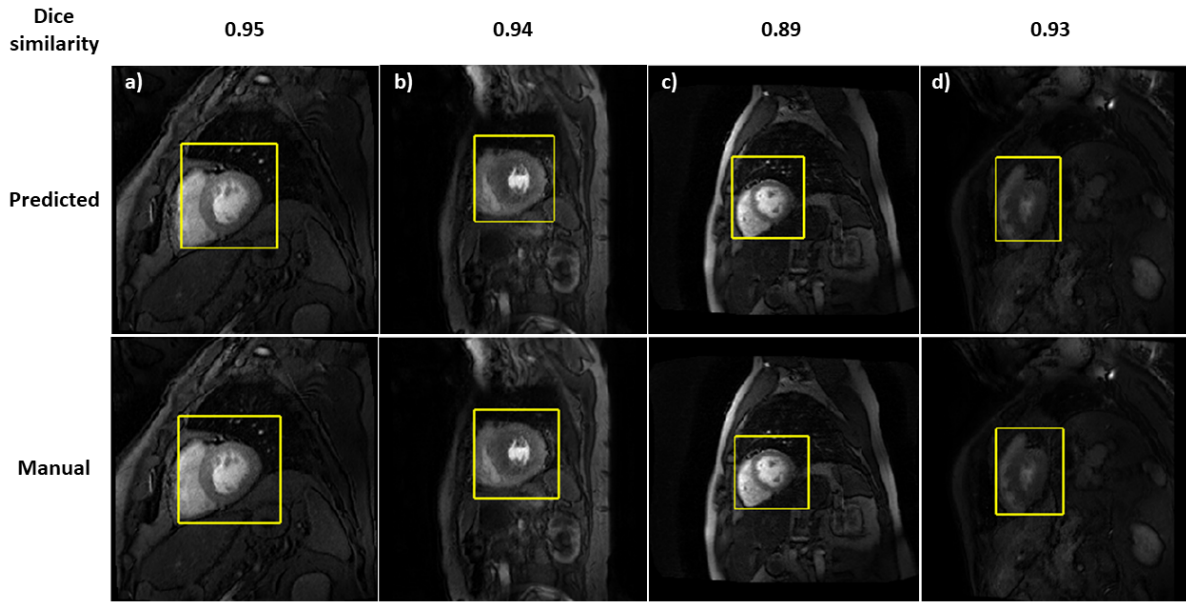 Dice
similarity
0.95
0.94
0.89
0.93
a)
b)
c)
d)
Predicted
Manual